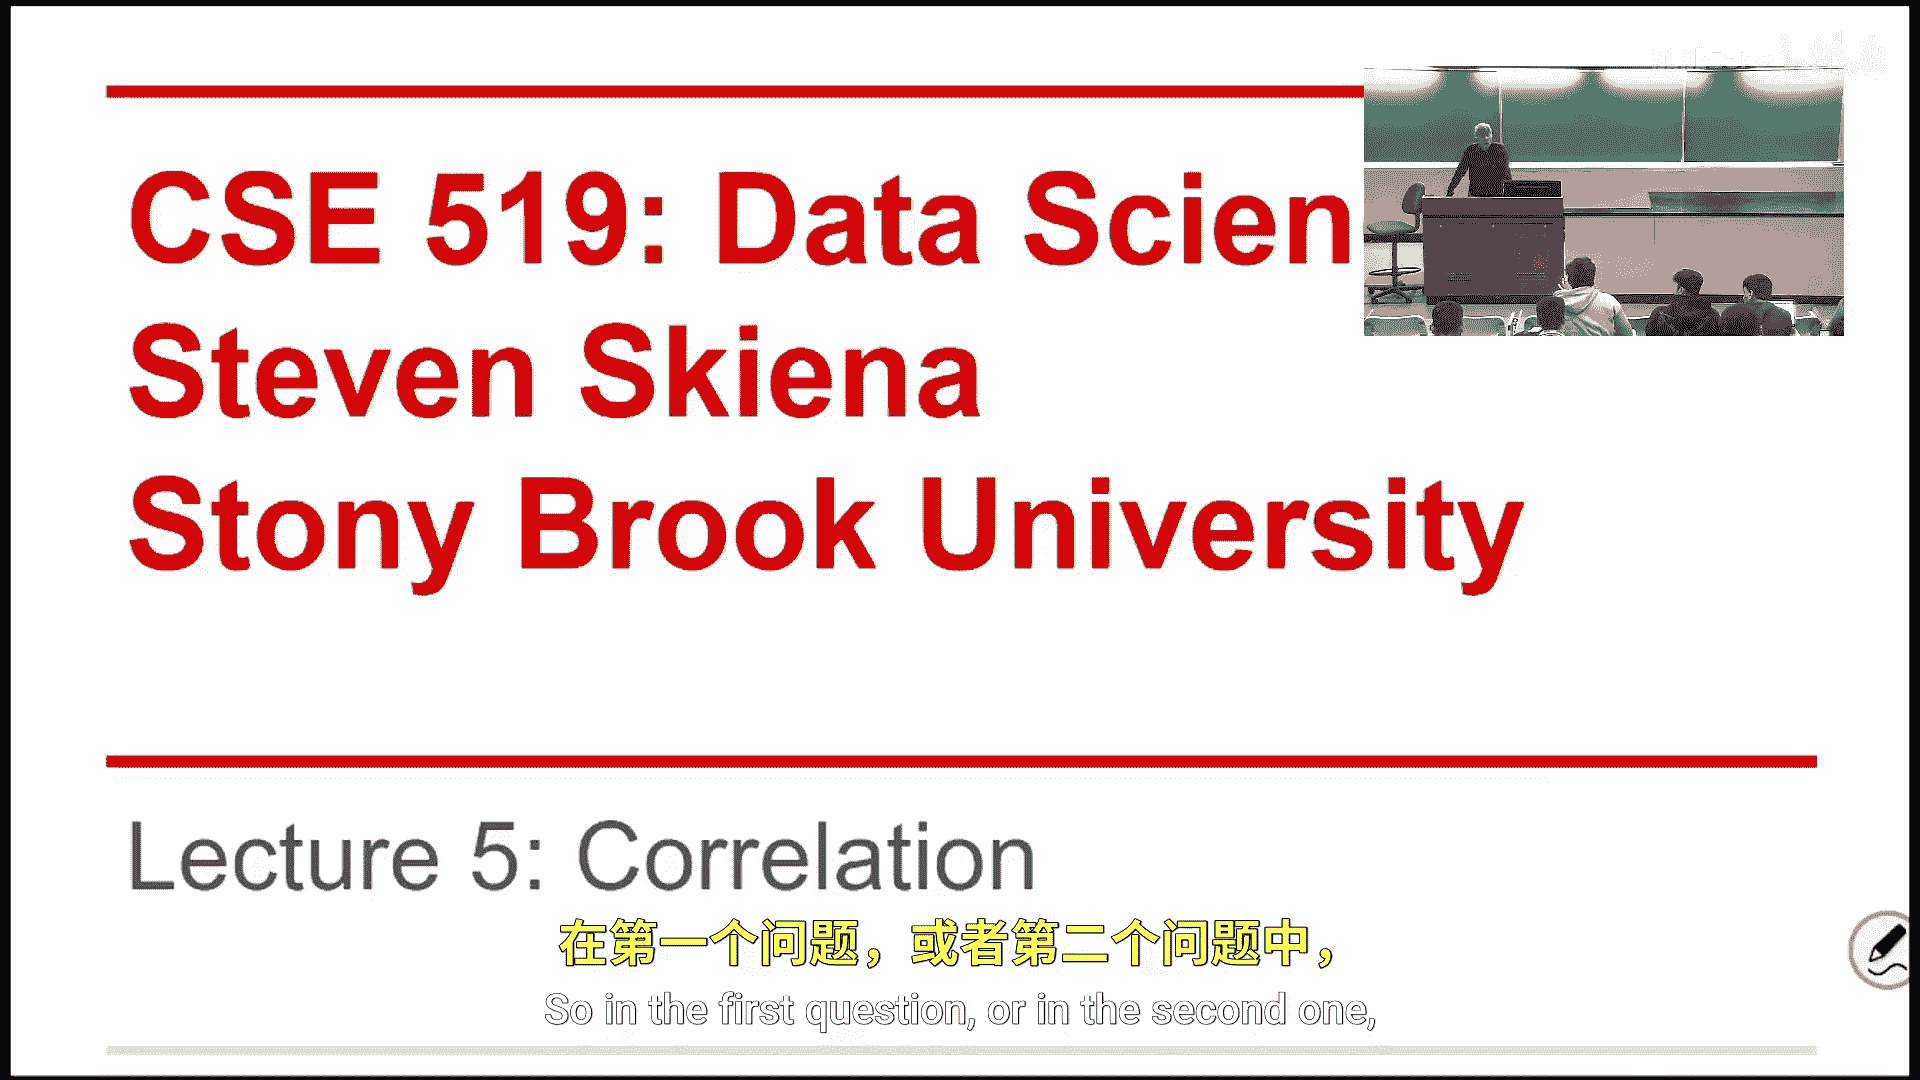 CSE 519: Data Scien
Steven Skiena
Stony Brook University
Lecture 5: Correlation
在第一个问题，或者第二个问题中，
So in the first question, or in the second one,